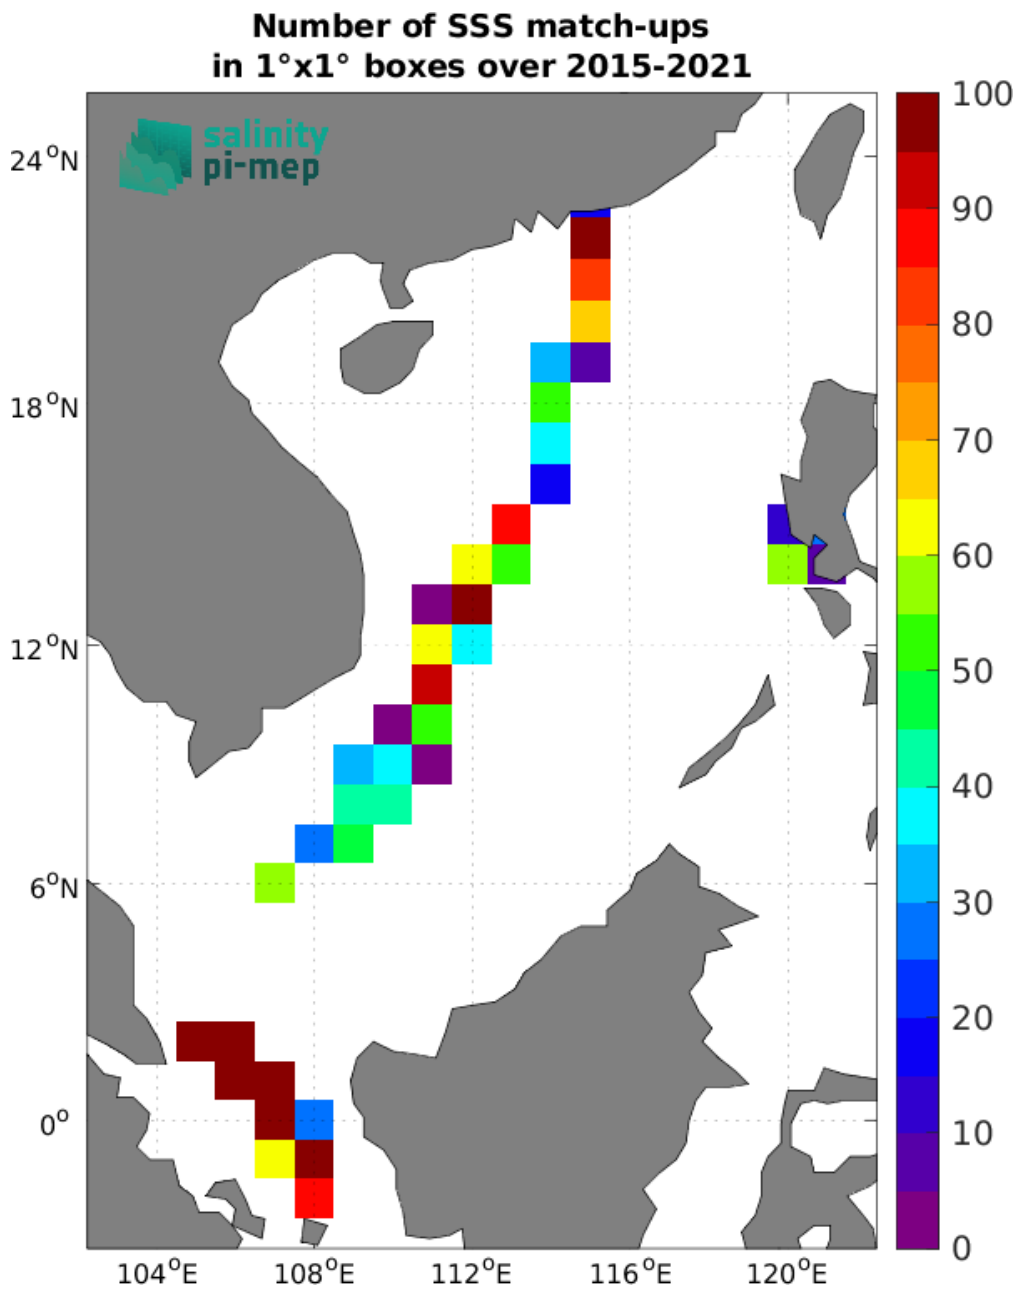 Number of SSS match-ups
in 1°x1° boxes over 2015-2021
salinity
pi-mep
24°N
18°N
12°N
6°N
0°
104°E
108°E
112°E
116°E
120°E
100
90
80
70
60
50
40
30
20
10
0